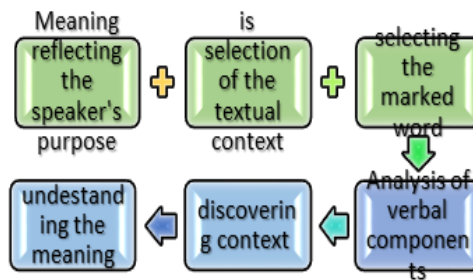 Meaning
reflecting
the
speaker's
purpose
is
selection
of the
textual
context
selecting
the
marked
word
Analysis of
verbal
componen
ts
discoverin
g context
undestand
ing the
meaning